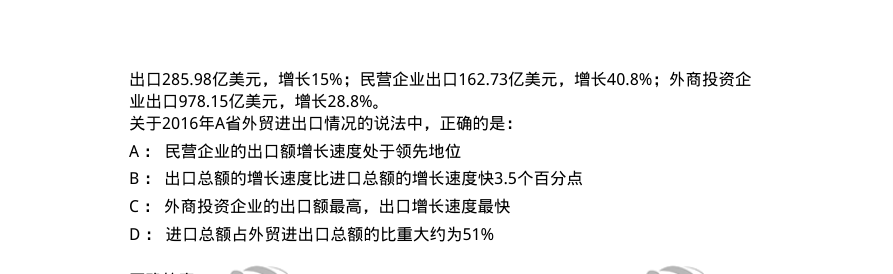 出口285.98亿美元，增长15%；民营企业出口162.73亿美元，增长40.8%；外商投资企
业出口978.15亿美元，增长28.8%。
关于2016年A省外贸进出口情况的说法中，正确的是：
A： 民营企业的出口额增长速度处于领先地位
B： 出口总额的增长速度比进口总额的增长速度快3.5个百分点
C： 外商投资企业的出口额最高，出口增长速度最快
D： 进口总额占外贸进出口总额的比重大约为51%